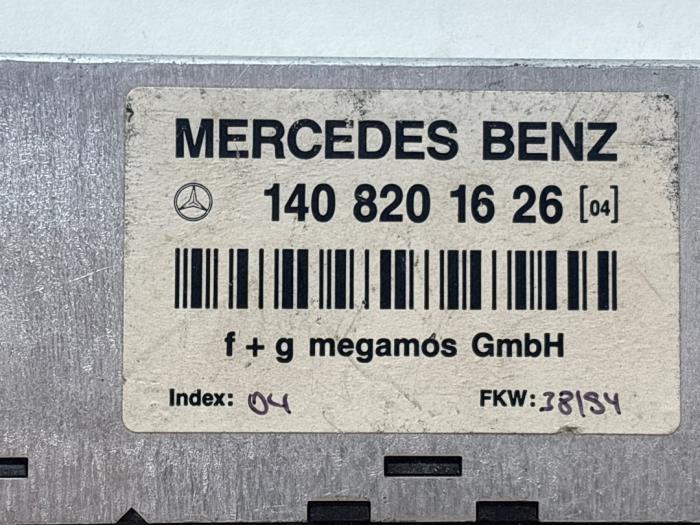 MERCEDES BENZ
140 820 16 26 [04]
f + g megamos GmbH
Index: 04 FKW: 38/94